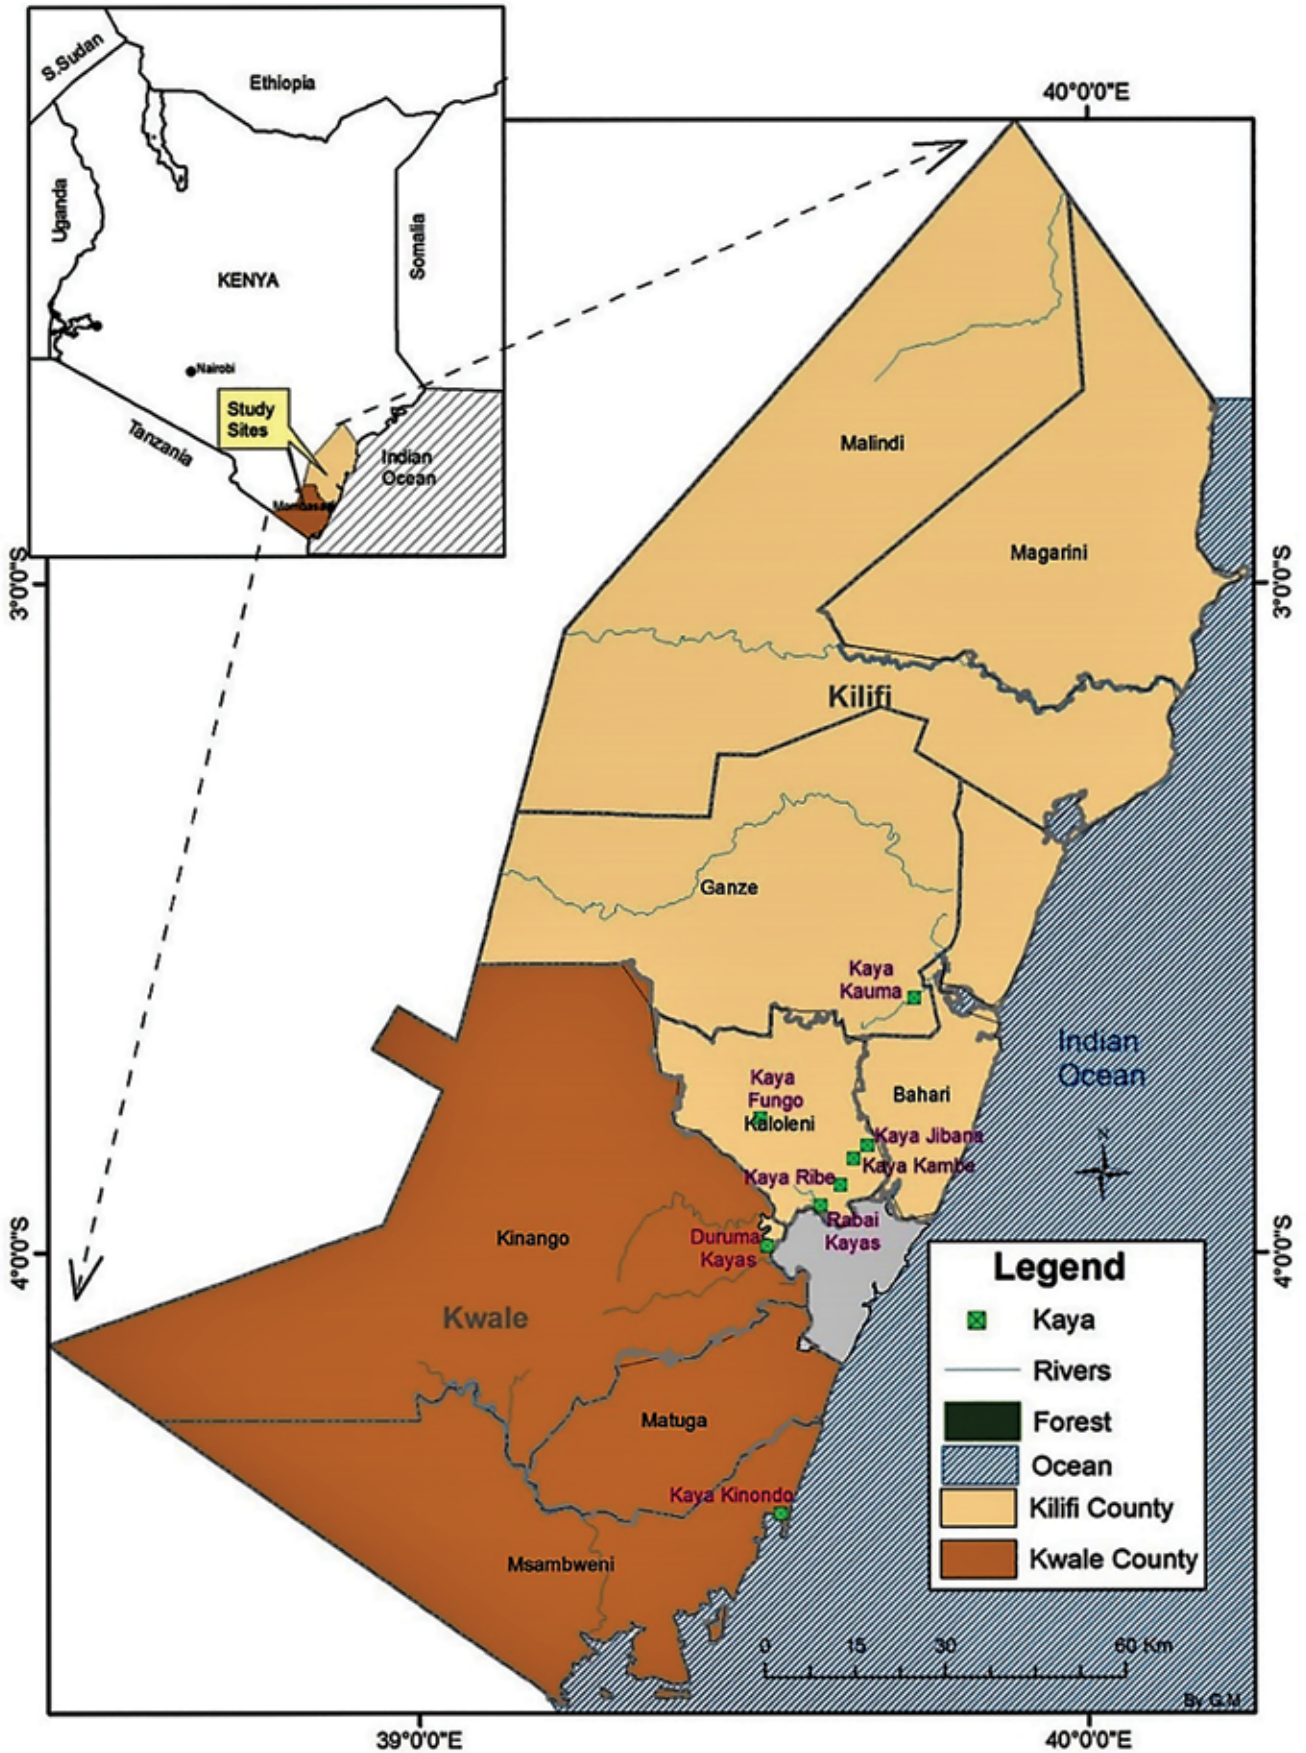 S.Sudan
Ethiopia
Uganda
Somalia
KENYA
Nairobi
Study
Sites
Tanzania
Indian
Ocean
Mombasa
40°0'0"E
3°0'0"S
3°0'0"S
Malindi
Magarini
Kilifi
Ganze
Kaya
Kauma
Indian
Ocean
Kaya
Fungo
Kaloleni
Bahari
Kaya Jibana
Kaya Kambe
Kaya Ribe
N
Rabai
Kayas
Duruma
Kayas
Kinango
4°0'0"S
4°0'0"S
Kwale
Matuga
Kaya Kinondo
Msambweni
Legend
Kaya
Rivers
Forest
Ocean
Kilifi County
Kwale County
0 15 30 60 Km
By G.M
39°0'0"E
40°0'0"E